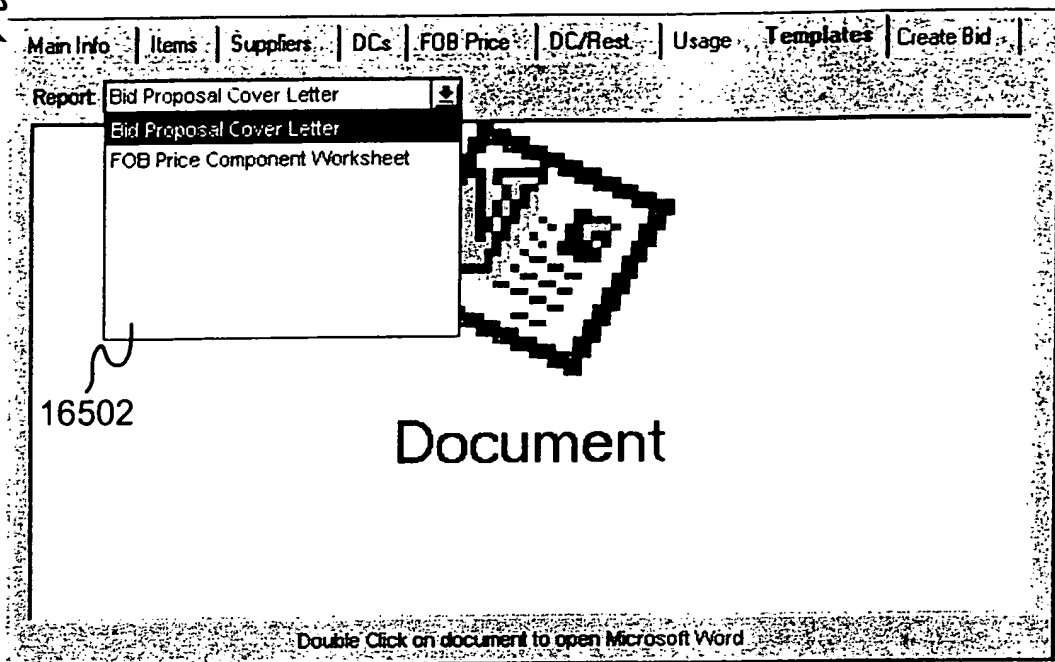 Main Info Items Suppliers DCs FOB Price DC/Rest Usage Templates Create Bid
Report: Bid Proposal Cover Letter
Bid Proposal Cover Letter
FOB Price Component Worksheet
16502
Document
Double Click on document to open Microsoft Word